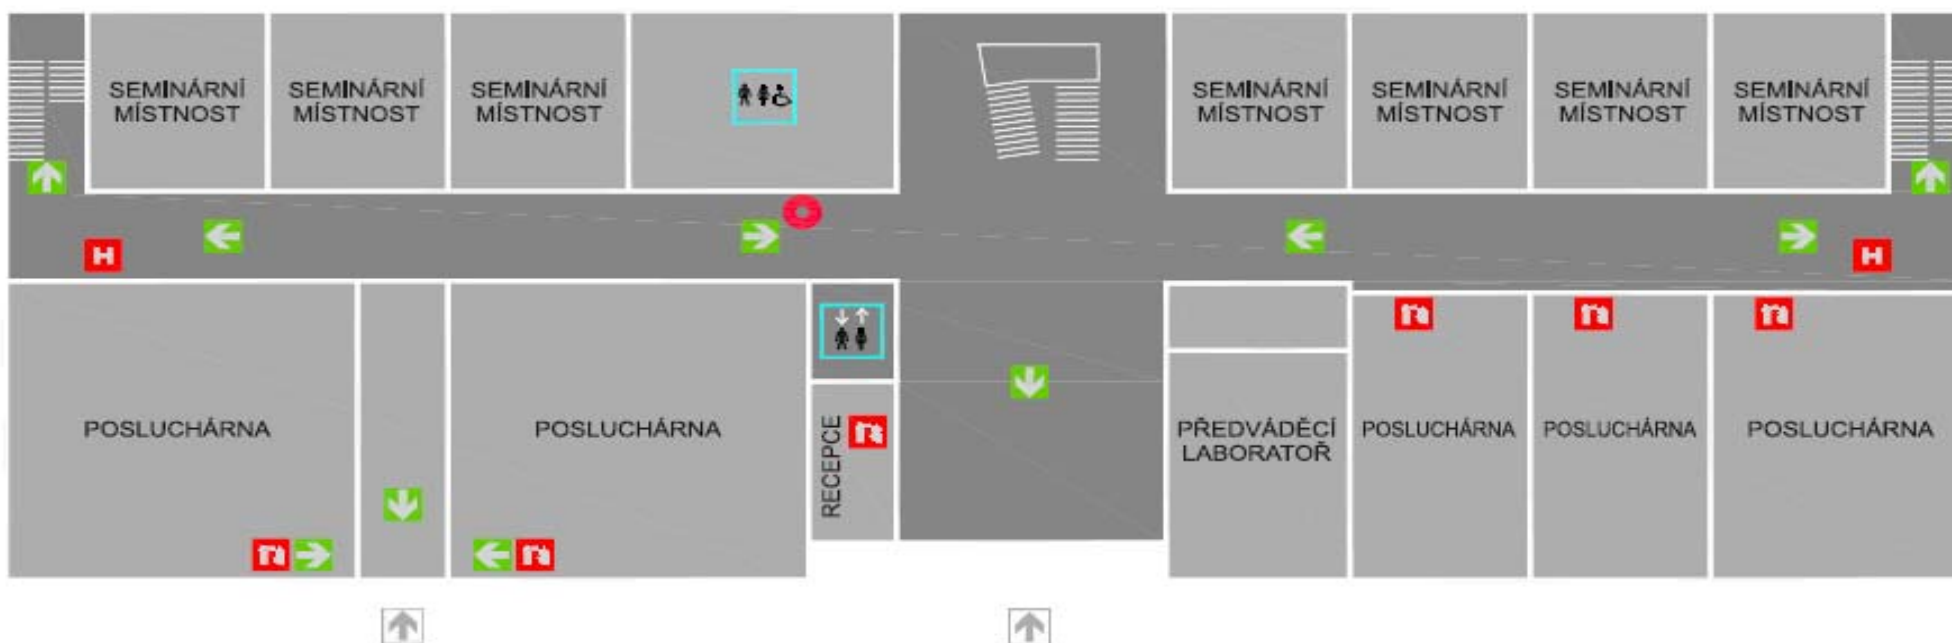 SEMINÁRNÍ
MÍSTNOST
SEMINÁRNÍ
MÍSTNOST
SEMINÁRNÍ
MÍSTNOST
SEMINÁRNÍ
MÍSTNOST
SEMINÁRNÍ
MÍSTNOST
SEMINÁRNÍ
MÍSTNOST
SEMINÁRNÍ
MÍSTNOST
H
H
POSLUCHÁRNA
POSLUCHÁRNA
RECEPCE
PŘEDVÁDĚCÍ
LABORATOŘ
POSLUCHÁRNA
POSLUCHÁRNA
POSLUCHÁRNA